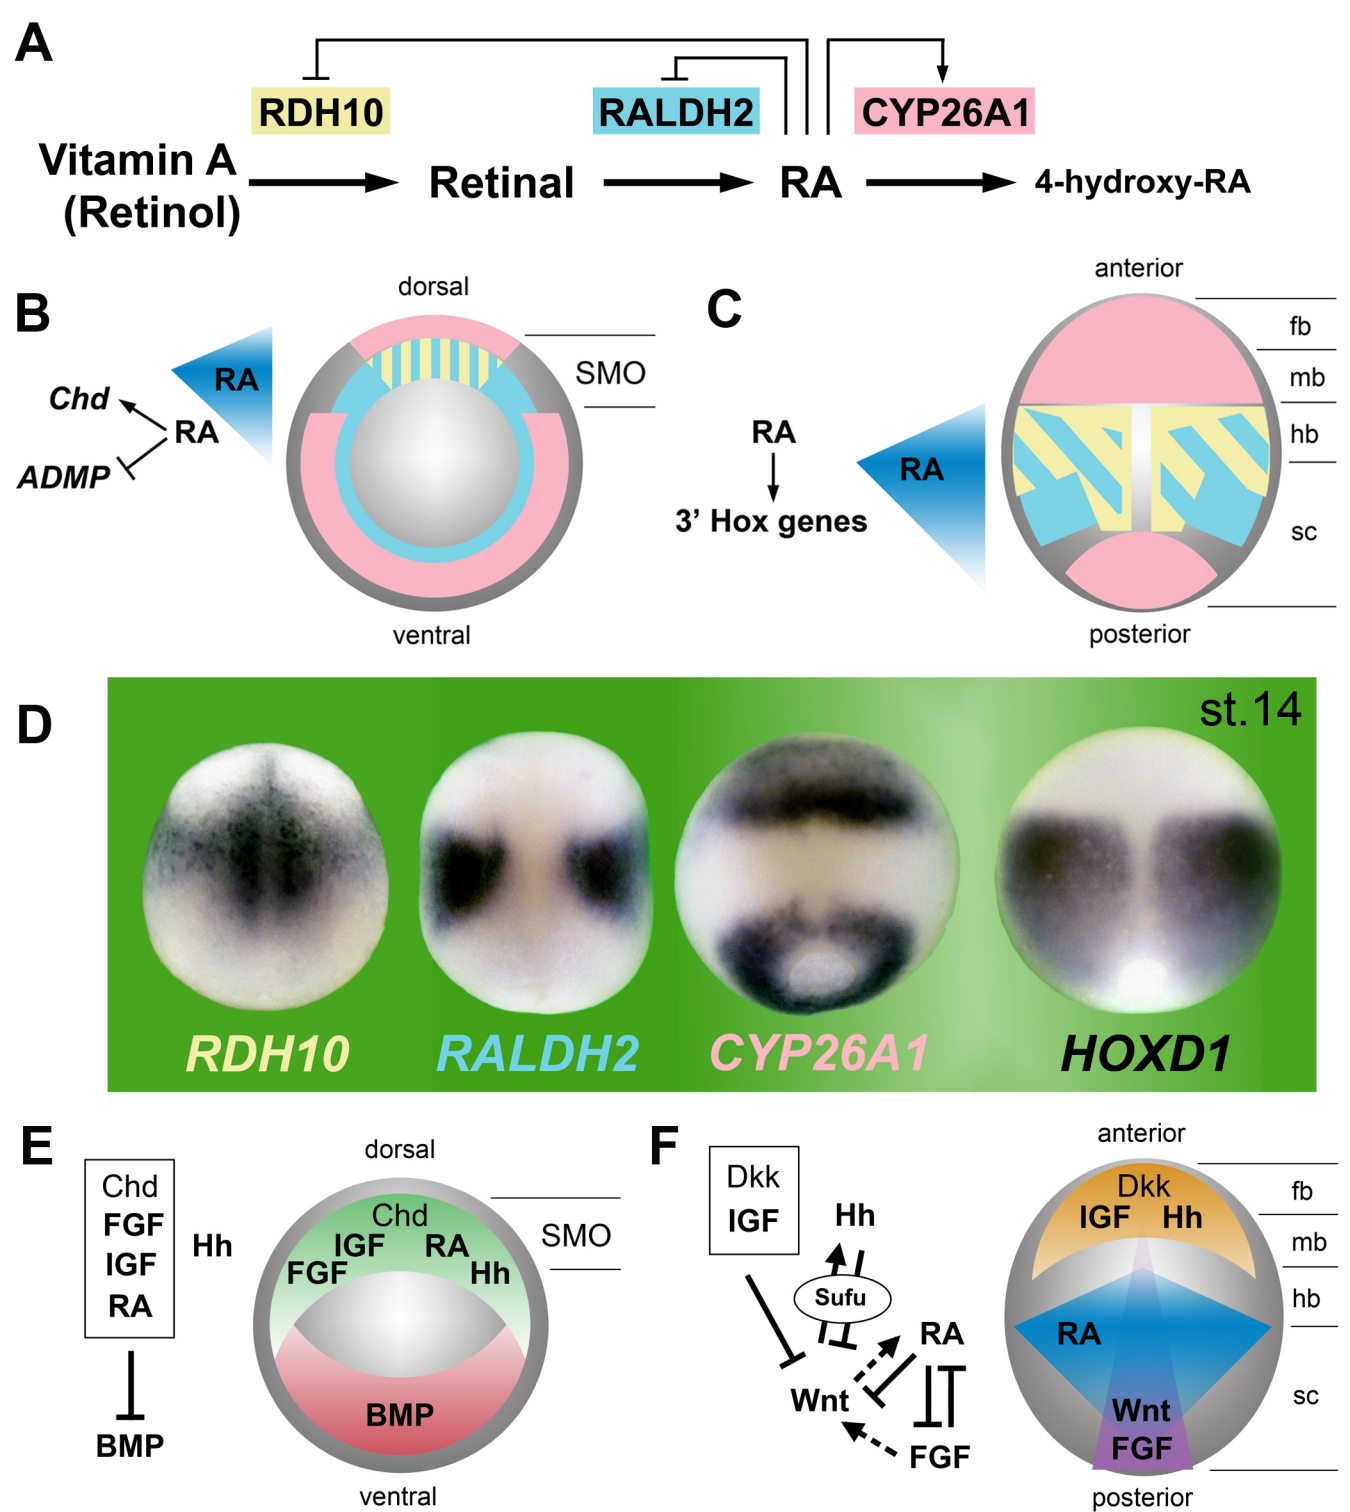 A
RDH10
RALDH2
CYP26A1
Vitamin A
(Retinol)
Retinal
RA
4-hydroxy-RA
B
dorsal
RA
Chd
RA
ADMP
SMO
ventral
C
anterior
fb
mb
hb
sc
RA
3’ Hox genes
RA
posterior
D
st.14
RDH10
RALDH2
CYP26A1
HOXD1
E
Chd
FGF
IGF
RA
Hh
BMP
dorsal
Chd
IGF
RA
FGF
Hh
SMO
BMP
ventral
F
Dkk
IGF
Hh
Sufu
RA
Wnt
FGF
anterior
Dkk
IGF
Hh
fb
mb
hb
RA
sc
Wnt
FGF
posterior